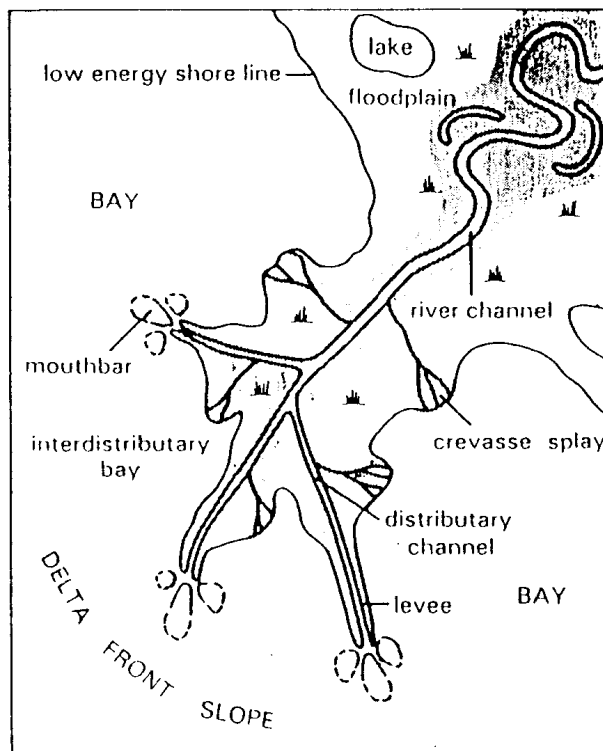 lake
low energy shore line
floodplain
BAY
river channel
mouthbar
crevasse splay
interdistributary
bay
distributary
channel
levee
BAY
DELTA FRONT SLOPE